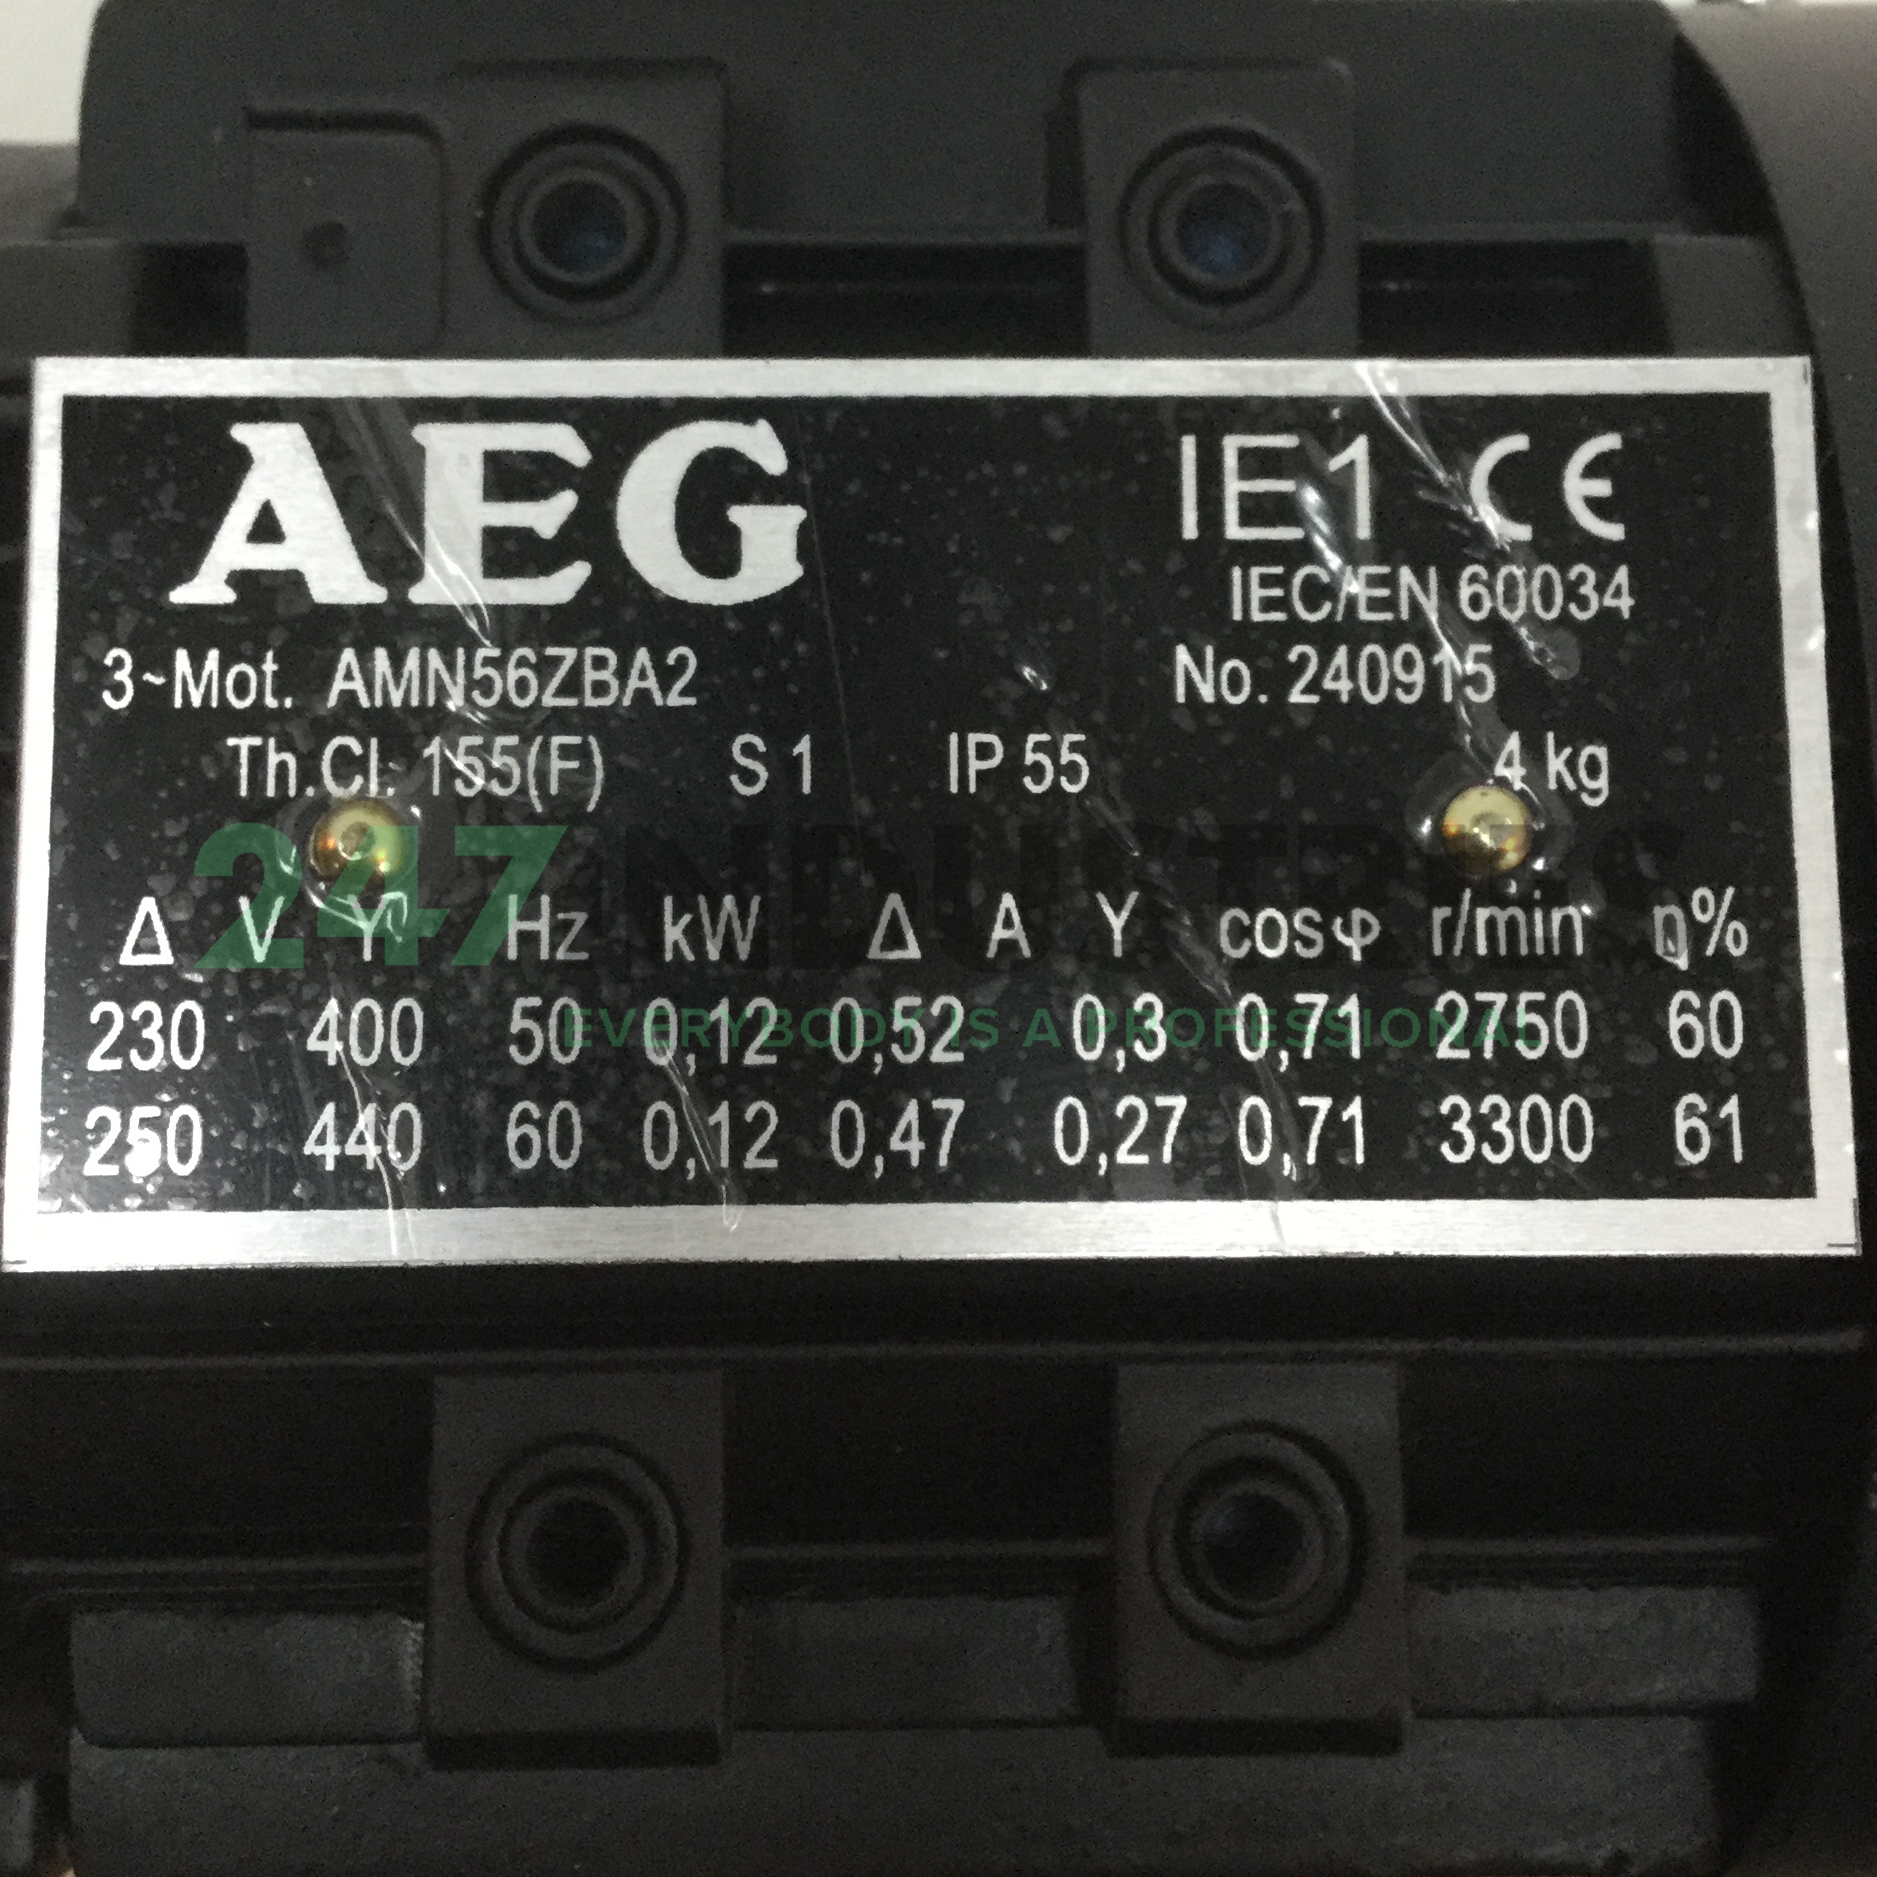 AEG
IE1 CE
IEC/EN 60034
3~Mot. AMN56ZBA2
No. 240915
Th.Cl. 155(F) S 1 IP 55 4 kg
247 INDUSTRIES
Δ V Y Hz kW Δ A Y cosφ r/min η%
230 400 50 0,12 0,52 0,3 0,71 2750 60
EVERYBODY IS A PROFESSIONAL
250 440 60 0,12 0,47 0,27 0,71 3300 61